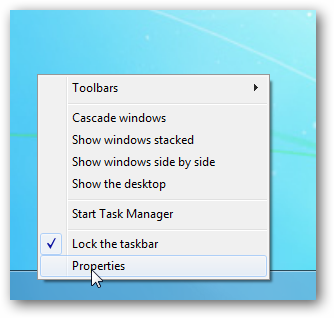 Toolbars
Cascade windows
Show windows stacked
Show windows side by side
Show the desktop
Start Task Manager
Lock the taskbar
Properties